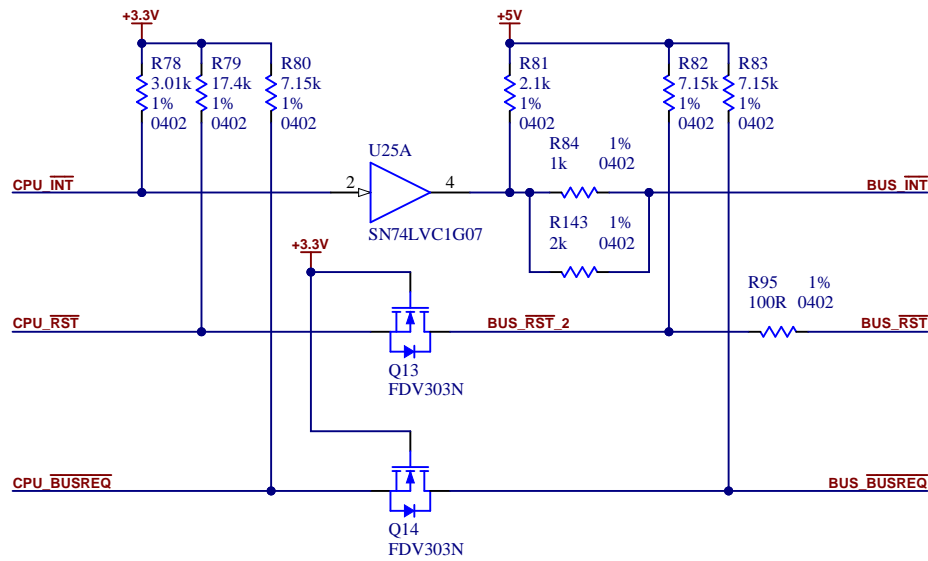 +3.3V
+5V
R78
3.01k
1%
0402
R79
17.4k
1%
0402
R80
7.15k
1%
0402
R81
2.1k
1%
0402
R82
7.15k
1%
0402
R83
7.15k
1%
0402
U25A
2
4
SN74LVC1G07
R84 1%
1k 0402
CPU_INT
BUS_INT
R143 1%
2k 0402
+3.3V
R95 1%
100R 0402
CPU_RST
BUS_RST_2
BUS_RST
Q13
FDV303N
CPU_BUSREQ
BUS_BUSREQ
Q14
FDV303N